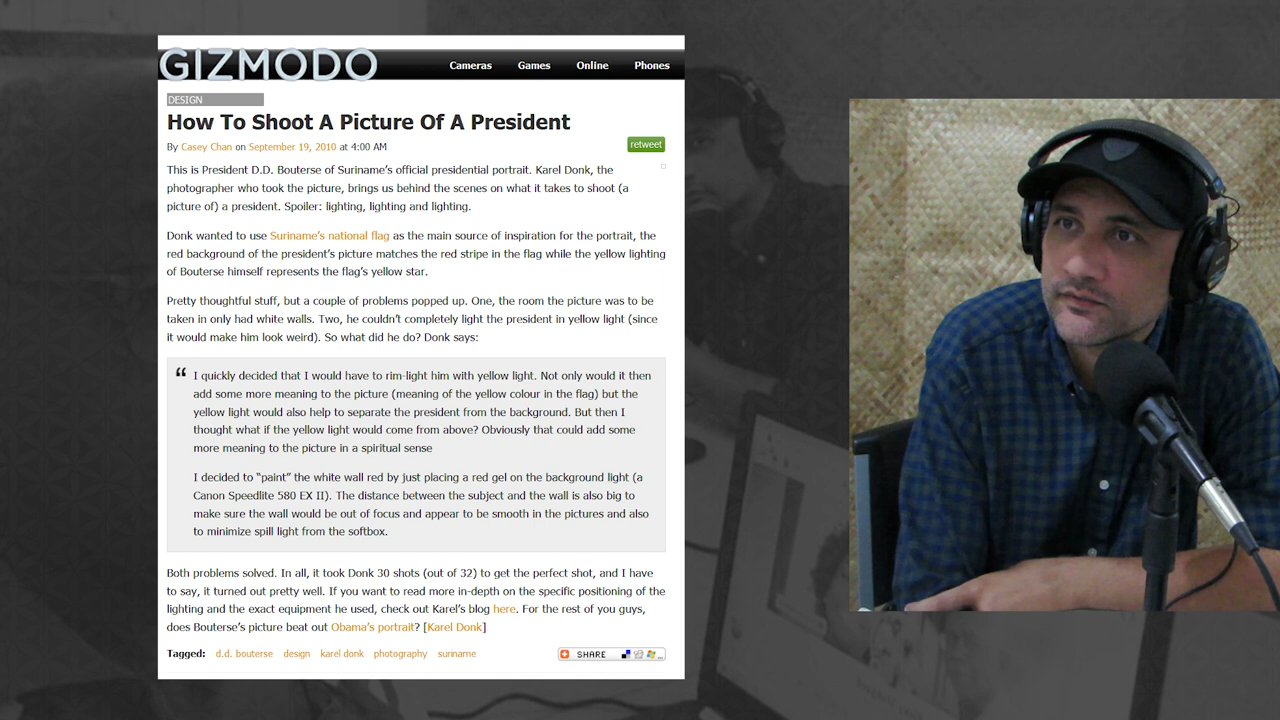 GIZMODO
Cameras Games Online Phones
DESIGN
How To Shoot A Picture Of A President
By Casey Chan on September 19, 2010 at 4:00 AM
retweet
This is President D.D. Bouterse of Suriname's official presidential portrait. Karel Donk, the
photographer who took the picture, brings us behind the scenes on what it takes to shoot (a
picture of) a president. Spoiler: lighting, lighting and lighting.
Donk wanted to use Suriname's national flag as the main source of inspiration for the portrait, the
red background of the president's picture matches the red stripe in the flag while the yellow lighting
of Bouterse himself represents the flag's yellow star.
Pretty thoughtful stuff, but a couple of problems popped up. One, the room the picture was to be
taken in only had white walls. Two, he couldn't completely light the president in yellow light (since
it would make him look weird). So what did he do? Donk says:
“ I quickly decided that I would have to rim-light him with yellow light. Not only would it then
add some more meaning to the picture (meaning of the yellow colour in the flag) but the
yellow light would also help to separate the president from the background. But then I
thought what if the yellow light would come from above? Obviously that could add some
more meaning to the picture in a spiritual sense
I decided to “paint” the white wall red by just placing a red gel on the background light (a
Canon Speedlite 580 EX II). The distance between the subject and the wall is also big to
make sure the wall would be out of focus and appear to be smooth in the pictures and also
to minimize spill light from the softbox.
Both problems solved. In all, it took Donk 30 shots (out of 32) to get the perfect shot, and I have
to say, it turned out pretty well. If you want to read more in-depth on the specific positioning of the
lighting and the exact equipment he used, check out Karel's blog here. For the rest of you guys,
does Bouterse's picture beat out Obama's portrait? [Karel Donk]
Tagged: d.d. bouterse design karel donk photography suriname
SHARE